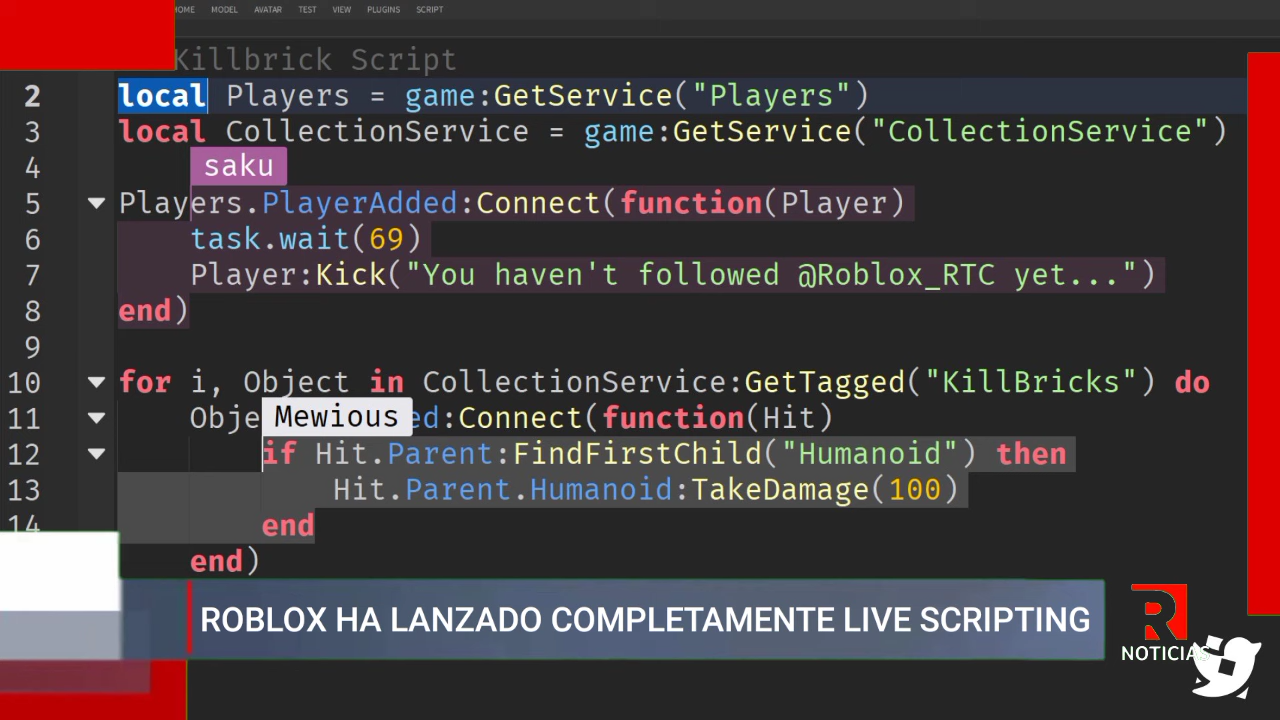 HOME MODEL AVATAR TEST VIEW PLUGINS SCRIPT
Killbrick Script
2 local Players = game:GetService("Players")
3 local CollectionService = game:GetService("CollectionService")
4
saku
5 Players.PlayerAdded:Connect(function(Player)
6 task.wait(69)
7 Player:Kick("You haven't followed @Roblox_RTC yet...")
8 end)
9
10 for i, Object in CollectionService:GetTagged("KillBricks") do
Mewious
11 Obje ed:Connect(function(Hit)
12 if Hit.Parent:FindFirstChild("Humanoid") then
13 Hit.Parent.Humanoid:TakeDamage(100)
14 end
end)
ROBLOX HA LANZADO COMPLETAMENTE LIVE SCRIPTING
R
NOTICIAS